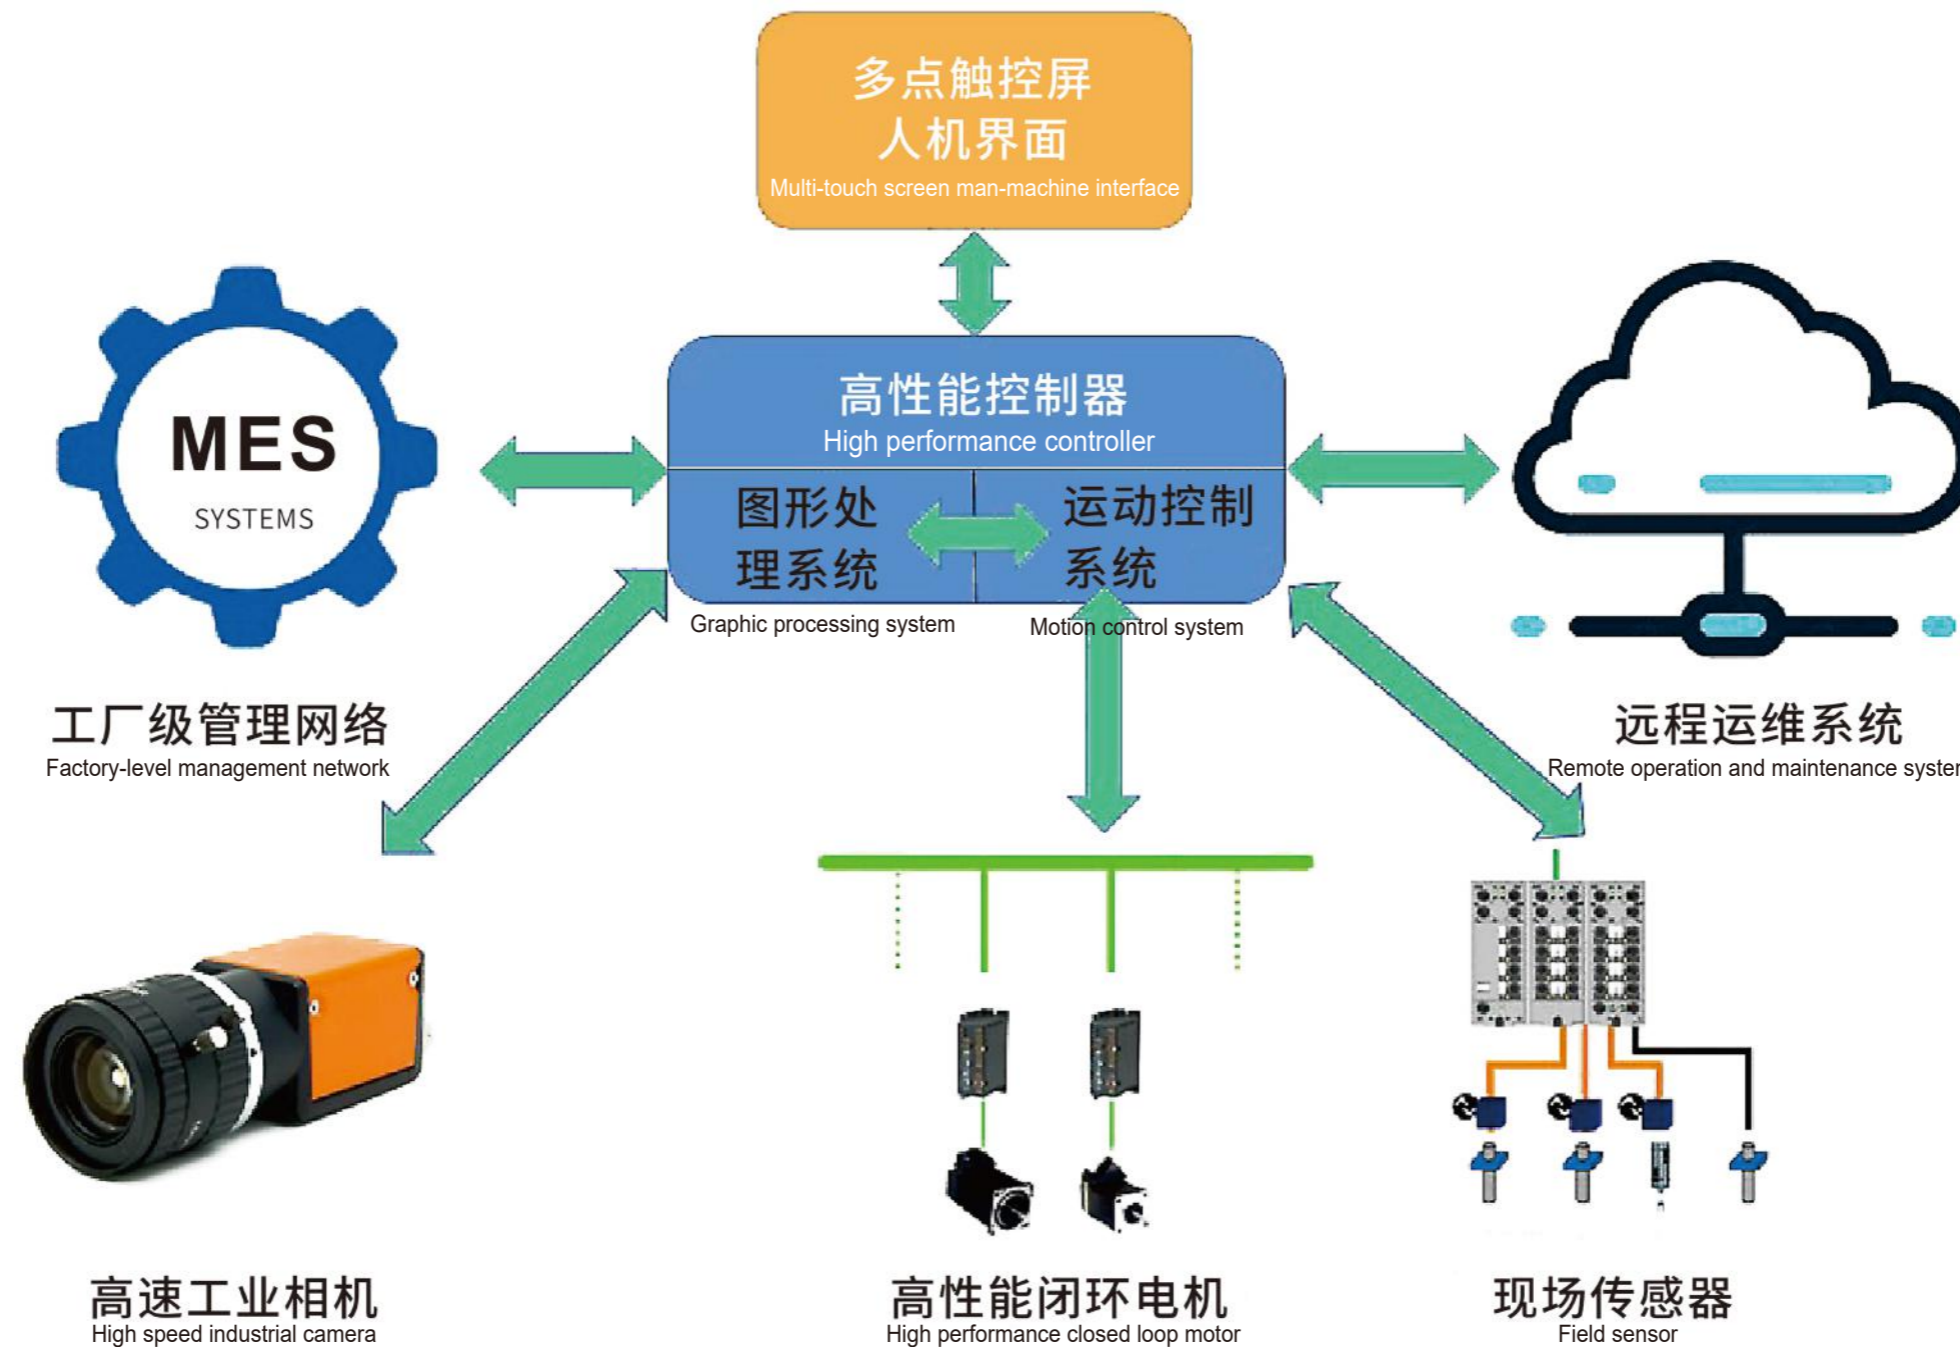 多点触控屏
人机界面
Multi-touch screen man-machine interface
MES
SYSTEMS
高性能控制器
High performance controller
图形处
理系统
Graphic processing system
运动控制
系统
Motion control system
工厂级管理网络
Factory-level management network
远程运维系统
Remote operation and maintenance system
高速工业相机
High speed industrial camera
高性能闭环电机
High performance closed loop motor
现场传感器
Field sensor